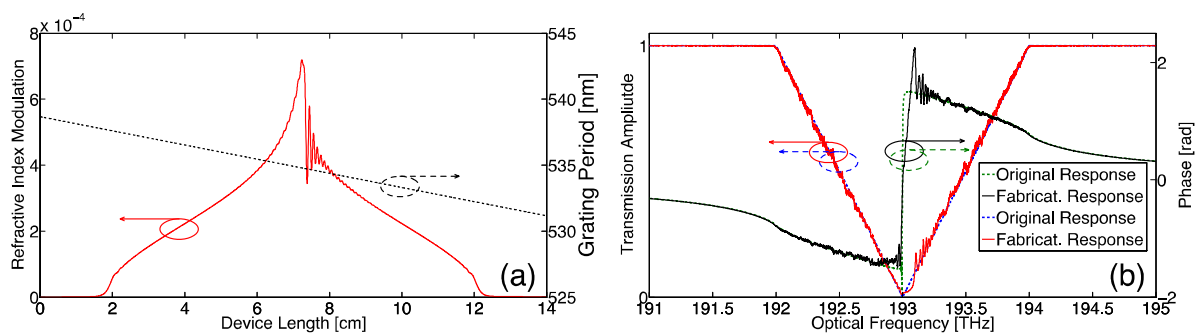 x 10⁻⁴
8
6
4
2
0
Refractive Index Modulation
0 2 4 6 8 10 12 14
Device Length [cm]
545
540
535
530
525
Grating Period [nm]
(a)
1
0
Transmission Ampliutde
191 191.5 192 192.5 193 193.5 194 194.5 195
Optical Frequency [THz]
2
0
−2
Phase [rad]
Original Response
Fabricat. Response
Original Response
Fabricat. Response
(b)